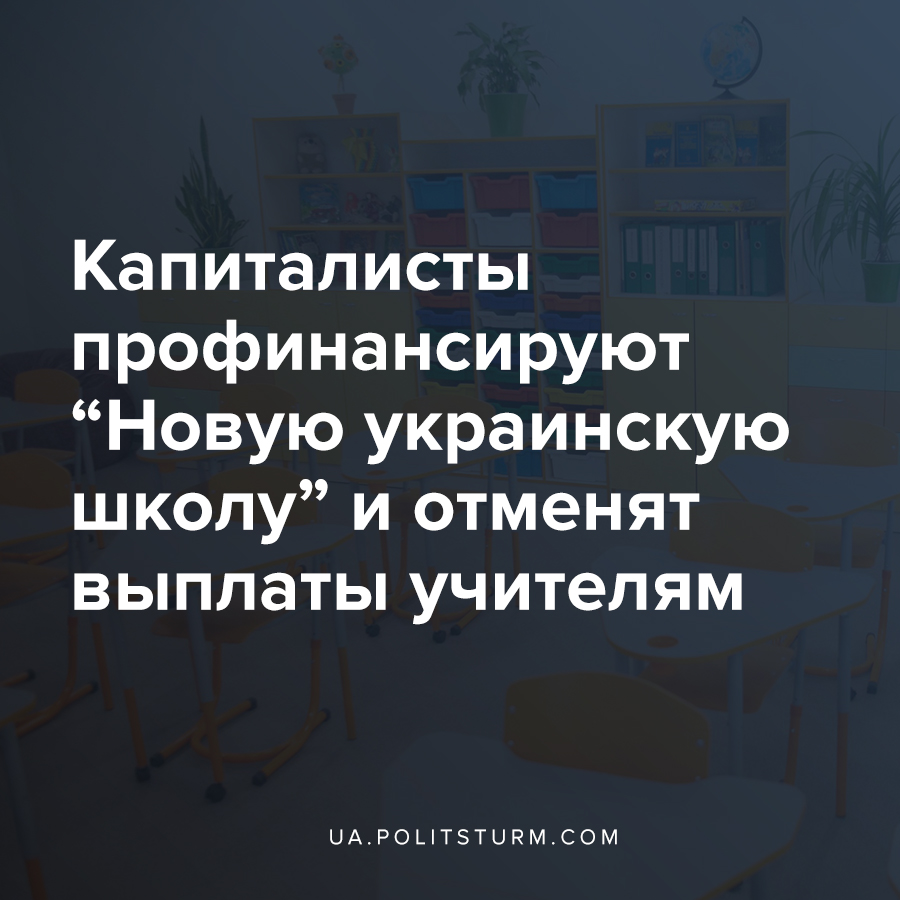 Капиталисты
профинансируют
“Новую украинскую
школу” и отменят
выплаты учителям
UA.POLITSTURM.COM